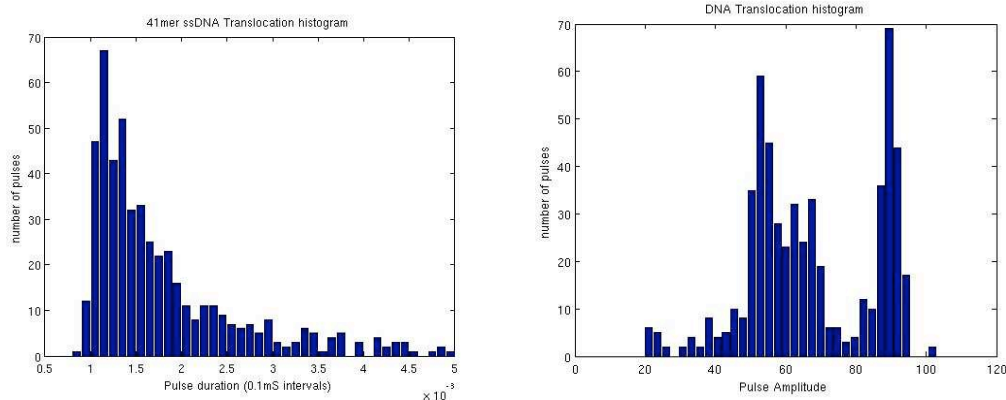 41mer ssDNA Translocation histogram
number of pulses
70
60
50
40
30
20
10
0
0.5 1 1.5 2 2.5 3 3.5 4 4.5 5
Pulse duration (0.1mS intervals)
× 10⁻³
DNA Translocation histogram
number of pulses
70
60
50
40
30
20
10
0
0 20 40 60 80 100 120
Pulse Amplitude